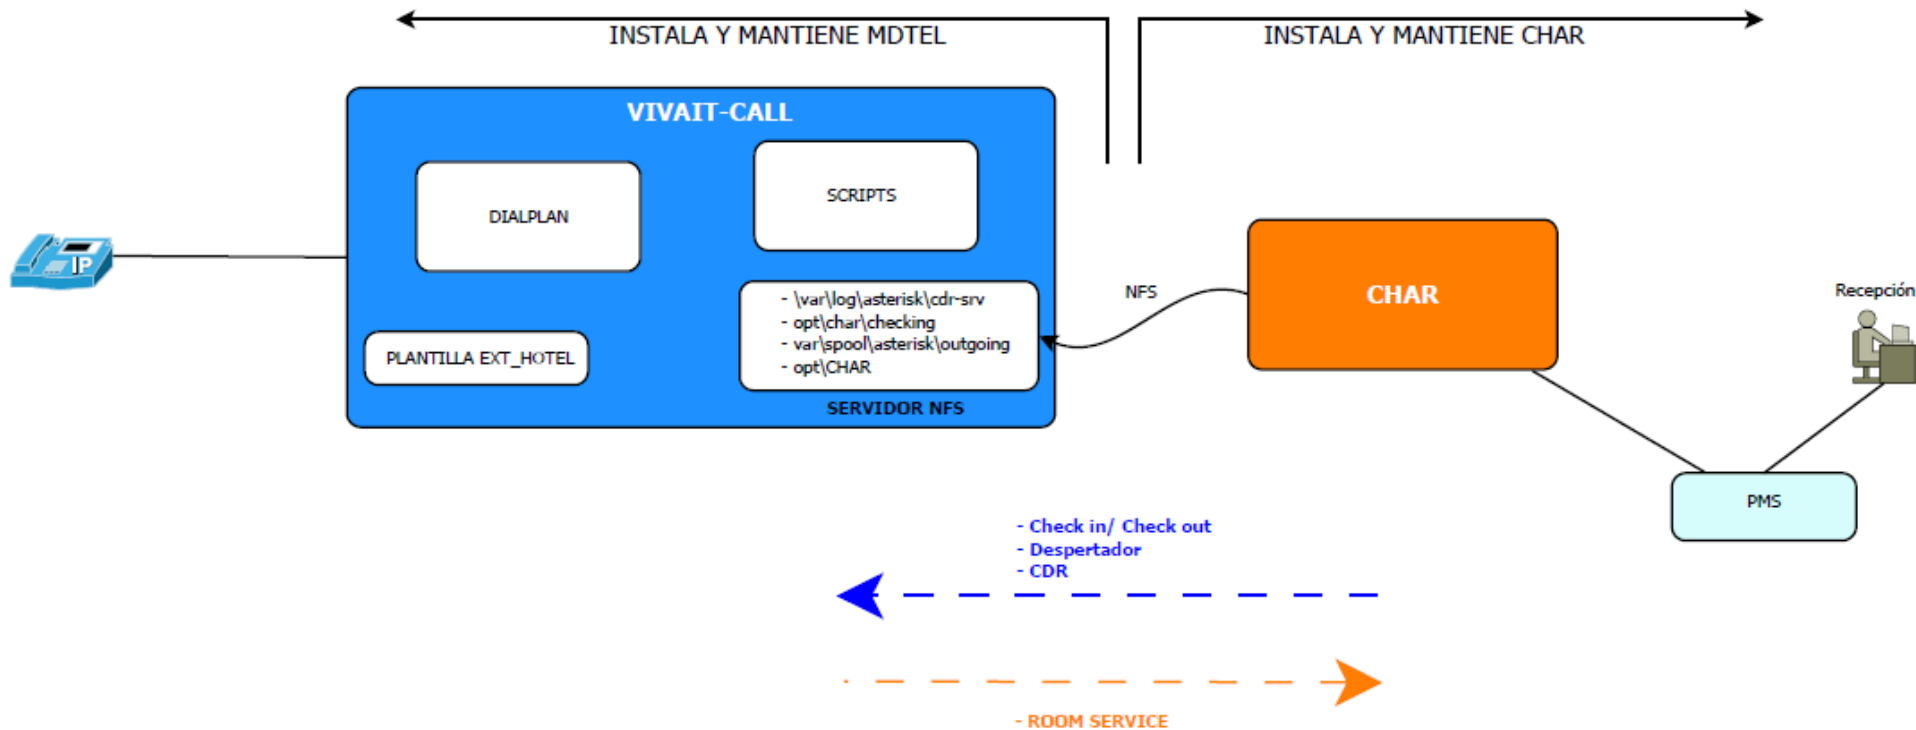 INSTALA Y MANTIENE MDTEL
INSTALA Y MANTIENE CHAR
VIVAIT-CALL
DIALPLAN
SCRIPTS
IP
- \var\log\asterisk\cdr-srv
- opt\char\checking
- var\spool\asterisk\outgoing
- opt\CHAR
PLANTILLA EXT_HOTEL
SERVIDOR NFS
NFS
CHAR
Recepción
PMS
- Check in/ Check out
- Despertador
- CDR
- ROOM SERVICE